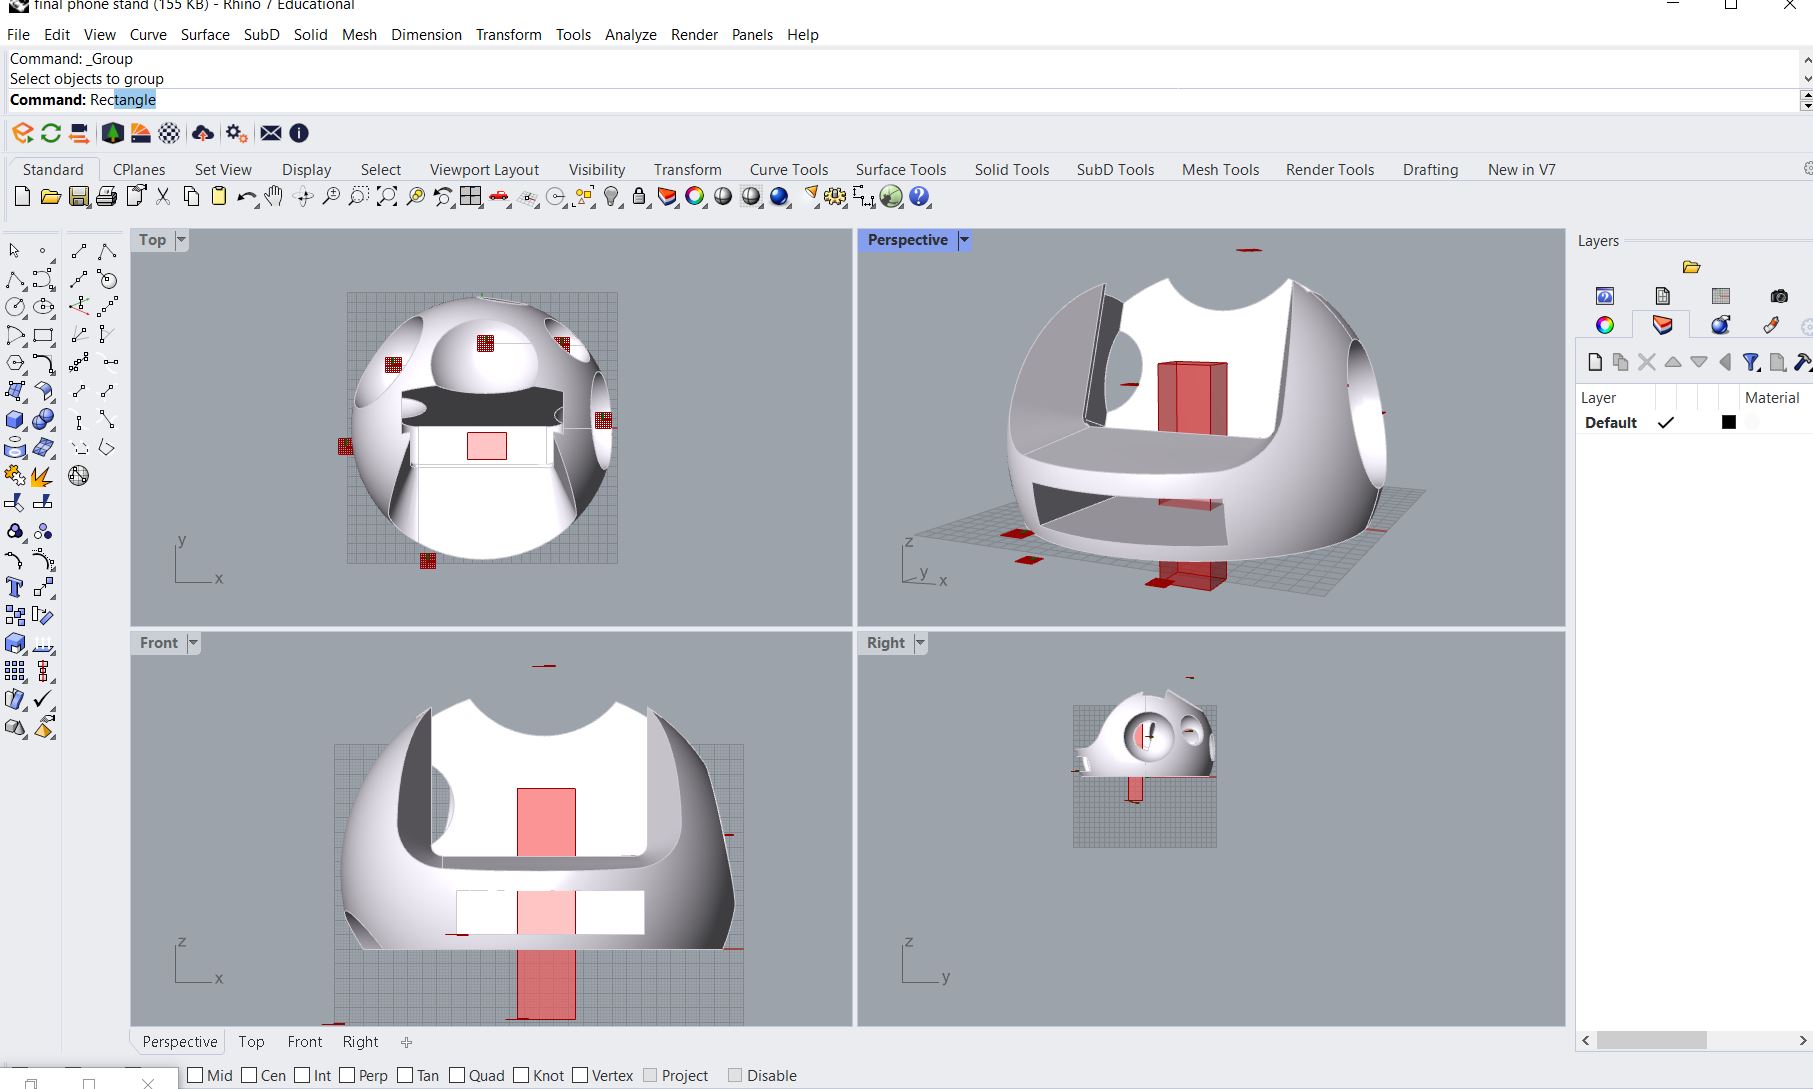 final phone stand (155 KB) - Rhino 7 Educational
File Edit View Curve Surface SubD Solid Mesh Dimension Transform Tools Analyze Render Panels Help
Command: _Group
Select objects to group
Command: Rectangle
Standard CPlanes Set View Display Select Viewport Layout Visibility Transform Curve Tools Surface Tools Solid Tools SubD Tools Mesh Tools Render Tools Drafting New in V7
Top
y
x
Perspective
z
y
x
Front
z
x
Right
z
y
Layers
Layer Material
Default
Perspective Top Front Right
Mid Cen Int Perp Tan Quad Knot Vertex Project Disable